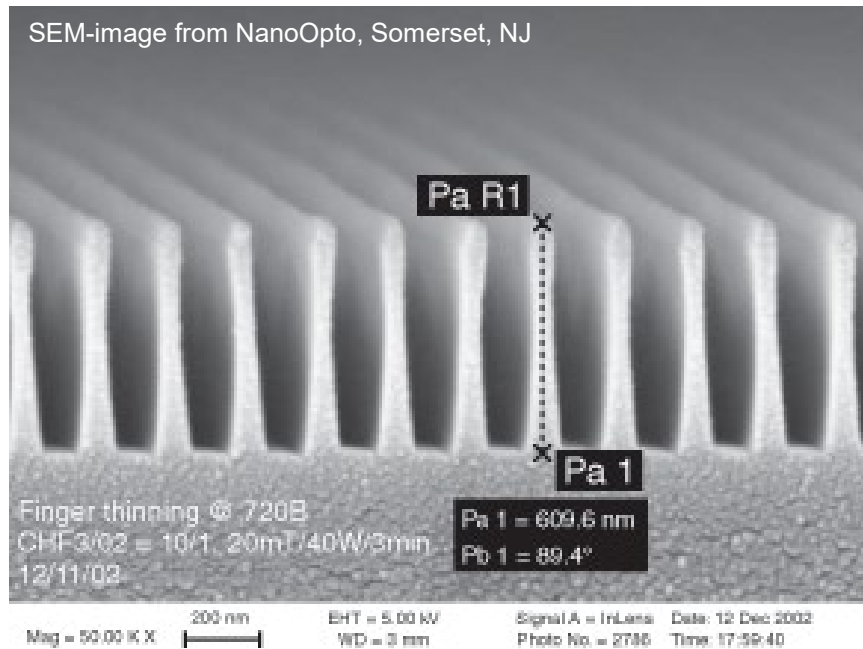 SEM-image from NanoOpto, Somerset, NJ
Pa R1
Pa 1
Pa 1 = 609.6 nm
Pb 1 = 89.4°
Finger thinning @ 720B
CHF3/02 = 10/1, 20mT/40W/3min
12/11/02
Mag = 50.00 K X
200 nm
EHT = 5.00 kV
WD = 3 mm
Signal A = InLens
Photo No. = 2786
Date: 12 Dec 2002
Time: 17:59:40